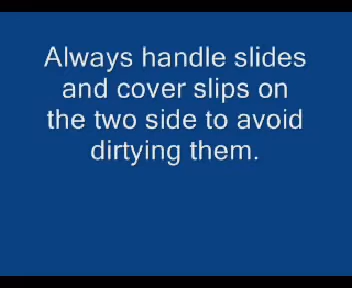 Always handle slides
and cover slips on
the two side to avoid
dirtying them.